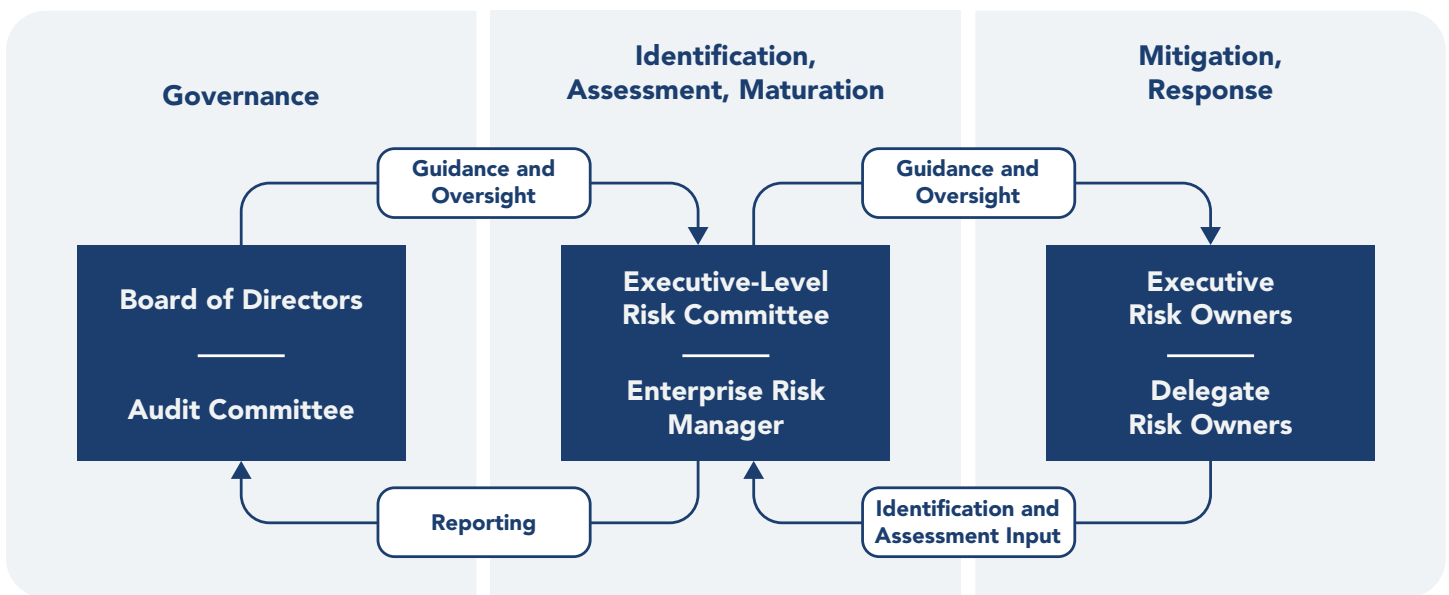 Governance
Identification,
Assessment, Maturation
Mitigation,
Response
Guidance and
Oversight
Guidance and
Oversight
Board of Directors
Audit Committee
Executive-Level
Risk Committee
Enterprise Risk
Manager
Executive
Risk Owners
Delegate
Risk Owners
Reporting
Identification and
Assessment Input